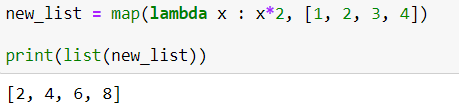 new_list = map(lambda x : x*2, [1, 2, 3, 4])
print(list(new_list))
[2, 4, 6, 8]